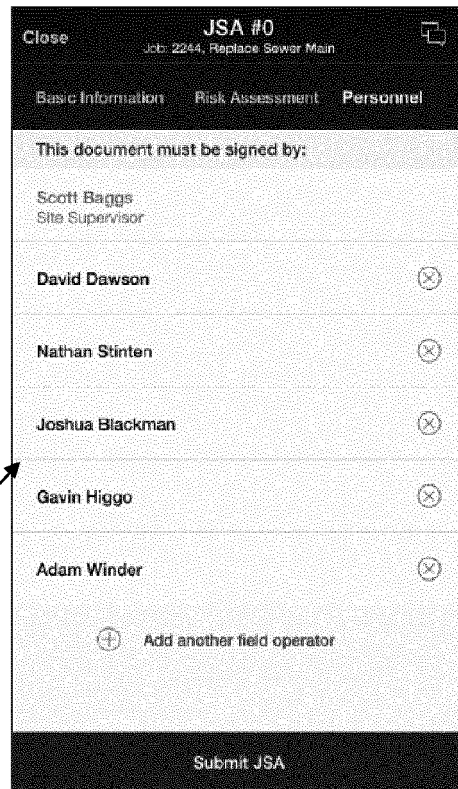 Close
JSA #0
Job: 2244, Replace Sewer Main
Basic Information Risk Assessment Personnel
This document must be signed by:
Scott Baggs
Site Supervisor
David Dawson
Nathan Stinten
Joshua Blackman
Gavin Higgo
Adam Winder
Add another field operator
Submit JSA